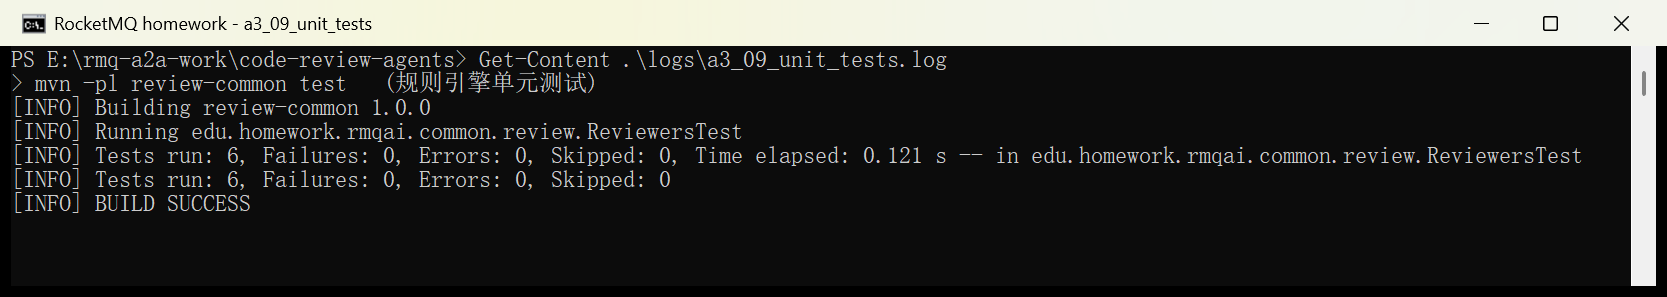 RocketMQ homework - a3_09_unit_tests
PS E:\rmq-a2a-work\code-review-agents> Get-Content .\logs\a3_09_unit_tests.log
> mvn -pl review-common test   (规则引擎单元测试)
[INFO] Building review-common 1.0.0
[INFO] Running edu.homework.rmqai.common.review.ReviewersTest
[INFO] Tests run: 6, Failures: 0, Errors: 0, Skipped: 0, Time elapsed: 0.121 s -- in edu.homework.rmqai.common.review.ReviewersTest
[INFO] Tests run: 6, Failures: 0, Errors: 0, Skipped: 0
[INFO] BUILD SUCCESS